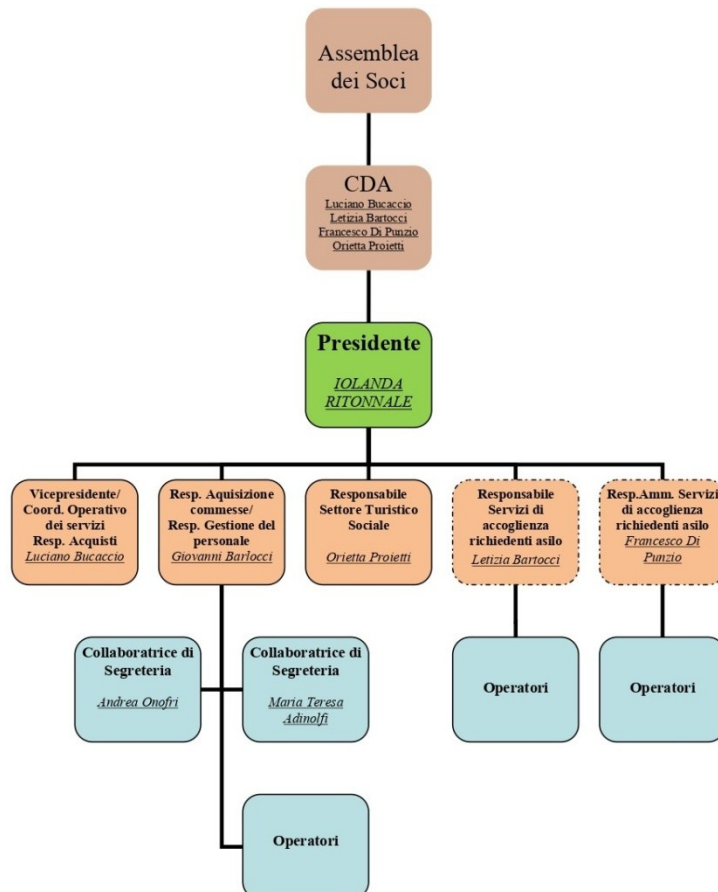 Assemblea
dei Soci
CDA
Luciano Bucaccio
Letizia Bartocci
Francesco Di Punzio
Orietta Proietti
Presidente
IOLANDA
RITONNALE
Vicepresidente/
Coord. Operativo
dei servizi
Resp. Acquisti
Luciano Bucaccio
Resp. Aquisizione
commesse/
Resp. Gestione del
personale
Giovanni Barlocci
Responsabile
Settore Turistico
Sociale
Orietta Proietti
Responsabile
Servizi di
accoglienza
richiedenti asilo
Letizia Bartocci
Resp.Amm. Servizi
di accoglienza
richiedenti asilo
Francesco Di
Punzio
Collaboratrice di
Segreteria
Andrea Onofri
Collaboratrice di
Segreteria
Maria Teresa
Adinolfi
Operatori
Operatori
Operatori